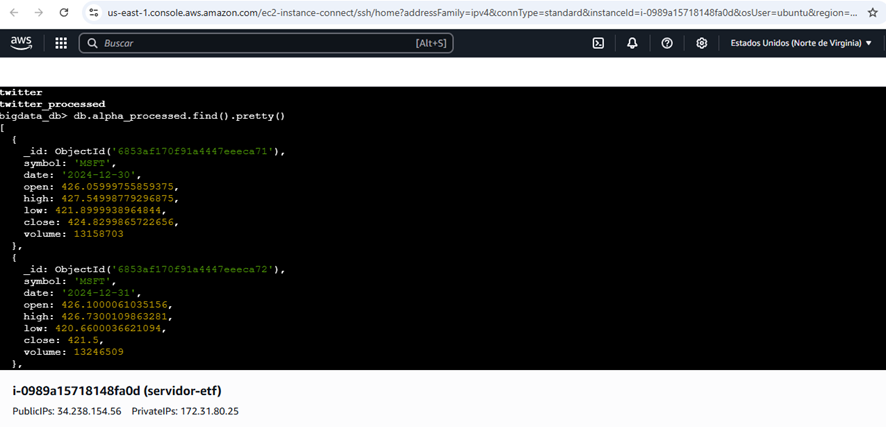 us-east-1.console.aws.amazon.com/ec2-instance-connect/ssh/home?addressFamily=ipv4&connType=standard&instanceId=i-0989a15718148fa0d&osUser=ubuntu&region=...
aws Buscar [Alt+S] Estados Unidos (Norte de Virginia)
twitter
twitter_processed
bigdata_db> db.alpha_processed.find().pretty()
[
{
_id: ObjectId('6853af170f91a4447eeeca71'),
symbol: 'MSFT',
date: '2024-12-30',
open: 426.05999755859375,
high: 427.54998779296875,
low: 421.8999938964844,
close: 424.8299865722656,
volume: 13158703
},
{
_id: ObjectId('6853af170f91a4447eeeca72'),
symbol: 'MSFT',
date: '2024-12-31',
open: 426.1000061035156,
high: 426.7300109863281,
low: 420.6600036621094,
close: 421.5,
volume: 13246509
},
i-0989a15718148fa0d (servidor-etf)
PublicIPs: 34.238.154.56 PrivateIPs: 172.31.80.25